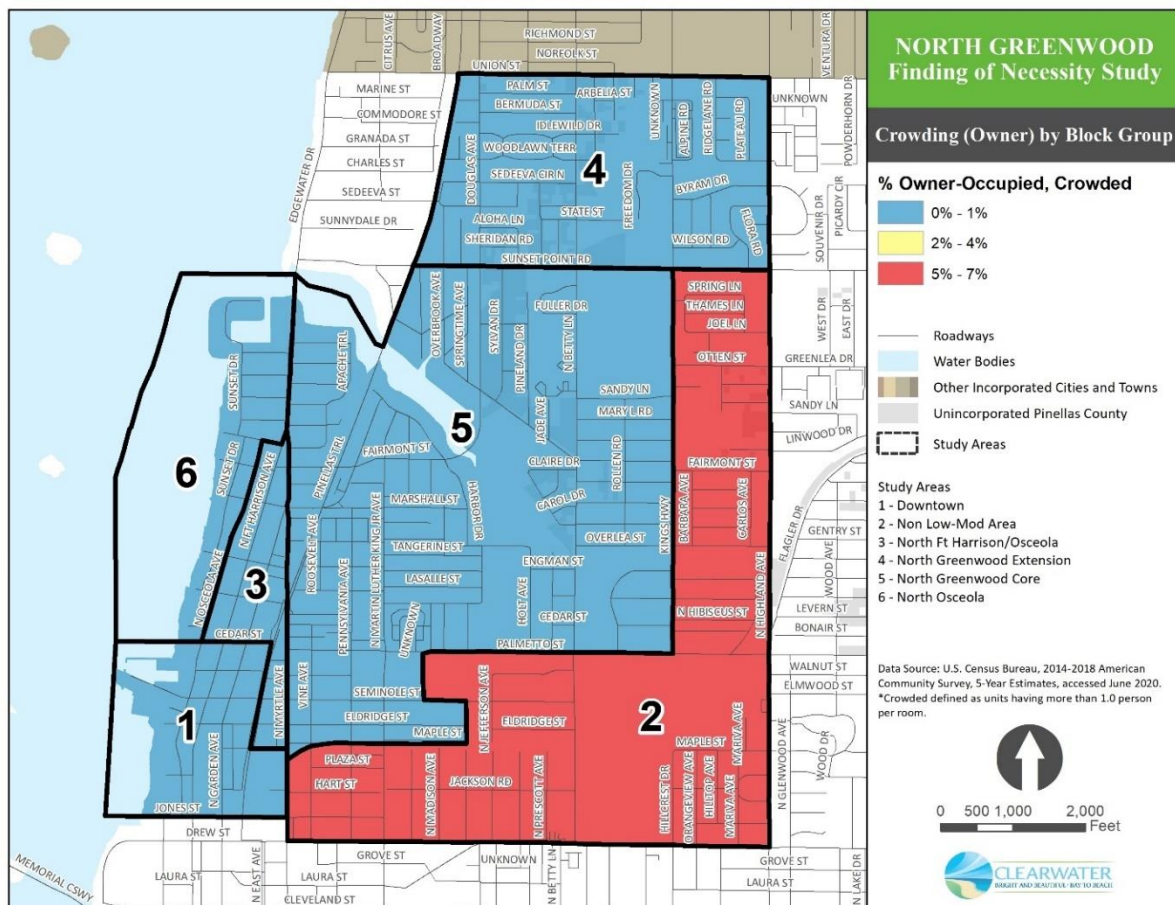 NORTH GREENWOOD
Finding of Necessity Study
Crowding (Owner) by Block Group
% Owner-Occupied, Crowded
0% - 1%
2% - 4%
5% - 7%
Roadways
Water Bodies
Other Incorporated Cities and Towns
Unincorporated Pinellas County
Study Areas
Study Areas
1 - Downtown
2 - Non Low-Mod Area
3 - North Ft Harrison/Osceola
4 - North Greenwood Extension
5 - North Greenwood Core
6 - North Osceola
Data Source: U.S. Census Bureau, 2014-2018 American
Community Survey, 5-Year Estimates, accessed June 2020.
*Crowded defined as units having more than 1.0 person
per room.
0 500 1,000 2,000
Feet
CLEARWATER
BRIGHT AND BEAUTIFUL · BAY TO BEACH
CITRUS AVE
BROADWAY
RICHMOND ST
NORFOLK ST
UNION ST
VENTURA DR
MARINE ST
COMMODORE ST
GRANADA ST
CHARLES ST
SEDEEVA ST
SUNNYDALE DR
EDGEWATER DR
PALM ST
ARBELIA ST
BERMUDA ST
IDLEWILD DR
WOODLAWN TERR
SEDEEVA CIR N
DOUGLAS AVE
4
UNKNOWN
ALPINE RD
RIDGELANE RD
PLATEAU RD
UNKNOWN
POWDERHORN DR
FREEDOM DR
BYRAM DR
STATE ST
ALOHA LN
SHERIDAN RD
WILSON RD
FLORA RD
SOUVENIR DR
PICARDY CIR
SUNSET POINT RD
OVERBROOK AVE
SPRINGTIME AVE
SYLVAN DR
PINELAND DR
FULLER DR
N BETTY LN
SPRING LN
THAMES LN
JOEL LN
OTTEN ST
WEST DR
EAST DR
GREENLEA DR
SUNSET DR
APACHE TRL
SANDY LN
MARY L RD
SANDY LN
LINWOOD DR
JADE AVE
5
6
SUNSET DR
N FT HARRISON AVE
PINELLAS TRL
FAIRMONT ST
CLAIRE DR
ROLLEN RD
FAIRMONT ST
MARSHALL ST
HARBOR DR
CAROL DR
KINGS HWY
BARBARA AVE
CARLOS AVE
FLAGLER DR
GENTRY ST
ROOSEVELT AVE
N MARTIN LUTHER KING JR AVE
TANGERINE ST
OVERLEA ST
ENGMAN ST
WOOD AVE
3
N OSCEOLA AVE
PENNSYLVANIA AVE
LASALLE ST
HOLT AVE
CEDAR ST
N HIBISCUS ST
N HIGHLAND AVE
LEVERN ST
BONAIR ST
CEDAR ST
UNKNOWN
PALMETTO ST
WALNUT ST
ELMWOOD ST
1
N MYRTLE AVE
VINE AVE
SEMINOLE ST
ELDRIDGE ST
MAPLE ST
N JEFFERSON AVE
ELDRIDGE ST
2
MAPLE ST
MARIVA AVE
N GLENWOOD AVE
WOOD DR
N GARDEN AVE
PLAZA ST
HART ST
N MADISON AVE
JACKSON RD
N PRESCOTT AVE
HILLCREST DR
ORANGEVIEW AVE
HILLTOP AVE
MARIVA AVE
JONES ST
DREW ST
MEMORIAL CSWY
LAURA ST
N EAST AVE
GROVE ST
LAURA ST
CLEVELAND ST
UNKNOWN
N BETTY LN
GROVE ST
LAURA ST
N LAKE DR